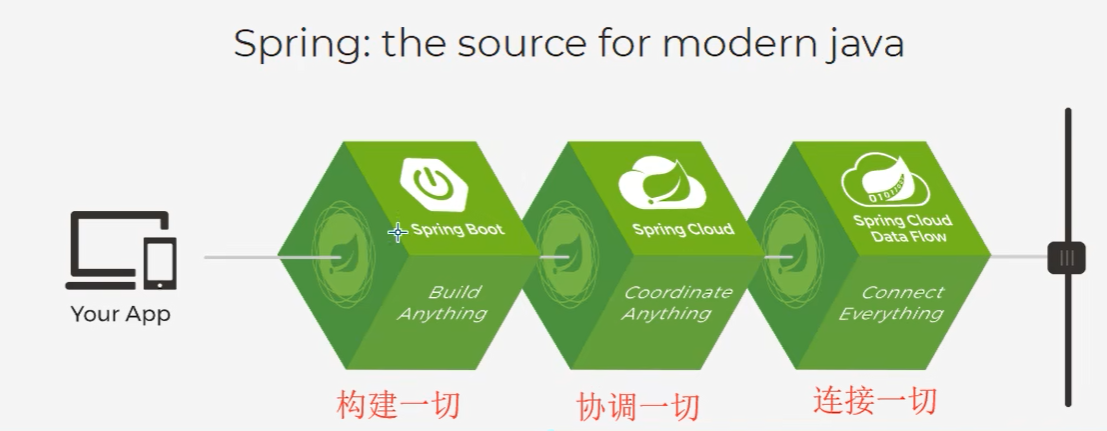 Spring: the source for modern java
Your App
Spring Boot
Build
Anything
Spring Cloud
Coordinate
Anything
Spring Cloud
Data Flow
Connect
Everything
构建一切
协调一切
连接一切